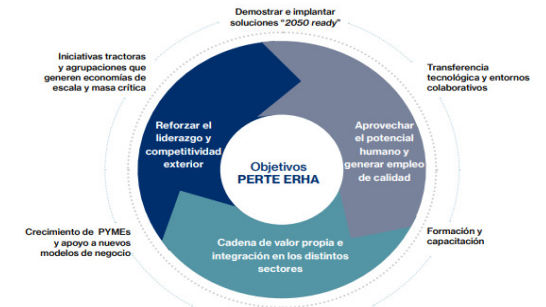 Demostrar e implantar
soluciones "2050 ready"
Iniciativas tractoras
y agrupaciones que
generen economías de
escala y masa crítica
Transferencia
tecnológica y entornos
colaborativos
Reforzar el
liderazgo y
competitividad
exterior
Aprovechar
el potencial
humano y
generar empleo
de calidad
Objetivos
PERTE ERHA
Crecimiento de PYMEs
y apoyo a nuevos
modelos de negocio
Formación y
capacitación
Cadena de valor propia e
integración en los distintos
sectores